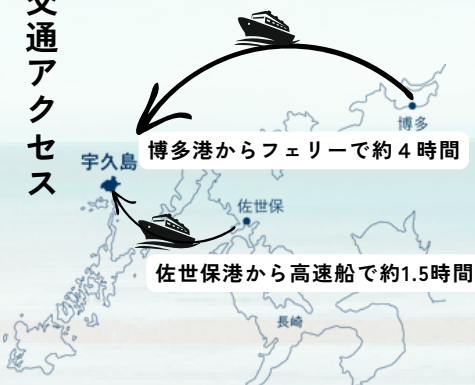 交通アクセス
博多
博多港からフェリーで約４時間
宇久島
佐世保
佐世保港から高速船で約1.5時間
長崎